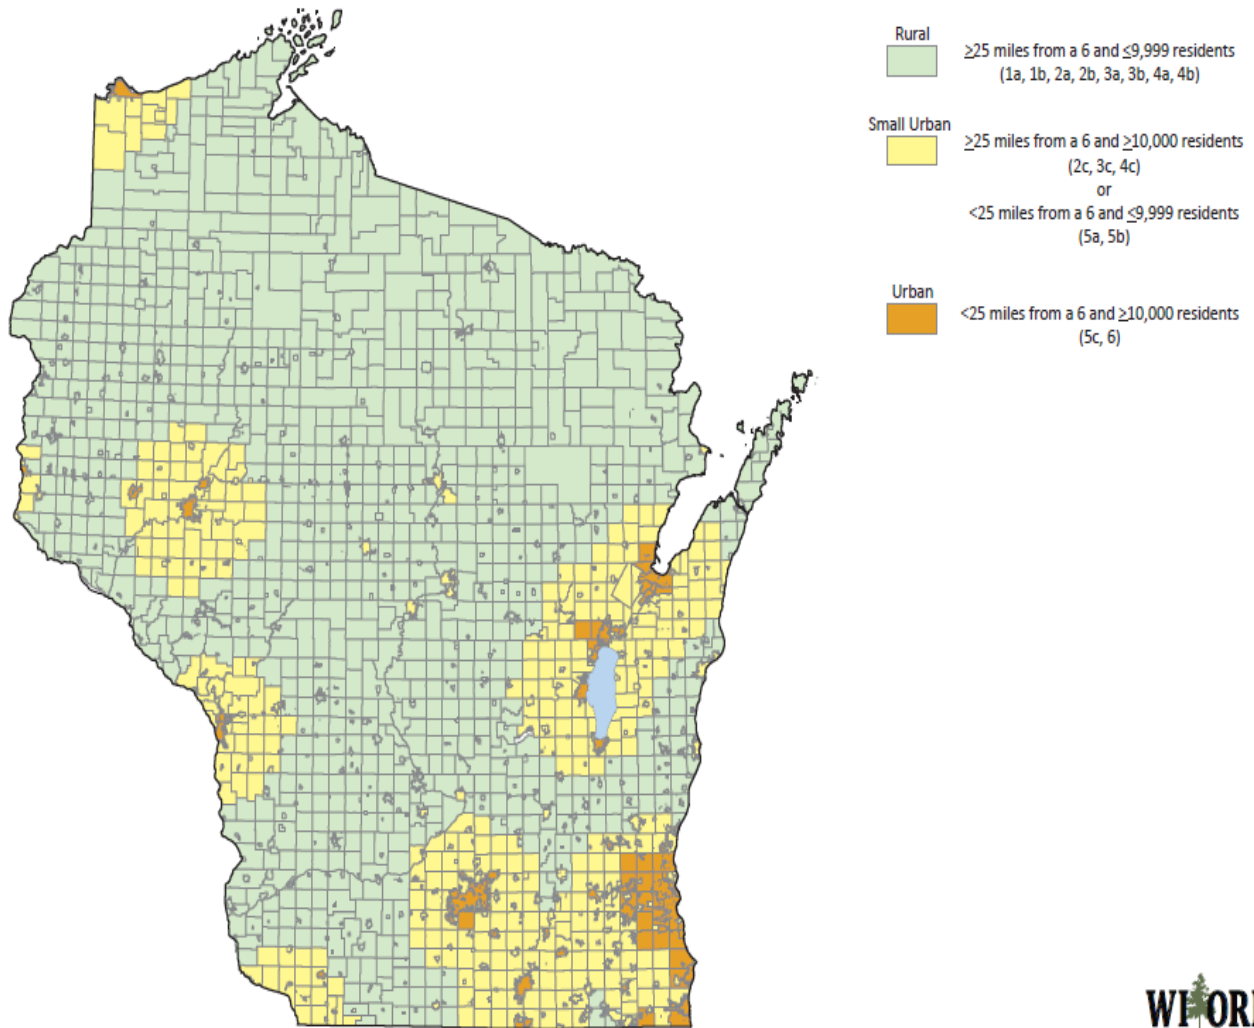 Rural
≥25 miles from a 6 and ≤9,999 residents
(1a, 1b, 2a, 2b, 3a, 3b, 4a, 4b)
Small Urban
≥25 miles from a 6 and ≥10,000 residents
(2c, 3c, 4c)
or
<25 miles from a 6 and ≤9,999 residents
(5a, 5b)
Urban
<25 miles from a 6 and ≥10,000 residents
(5c, 6)
WI OR